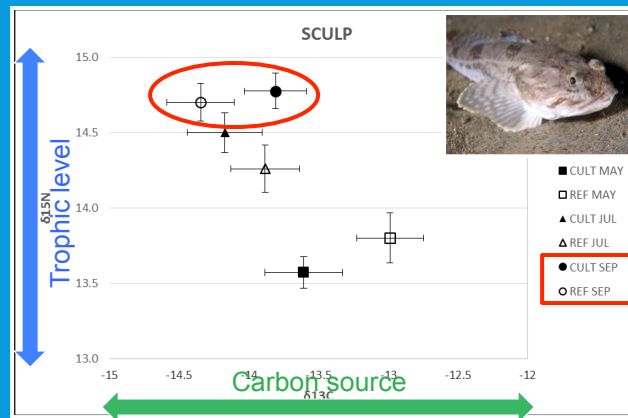 SCULP
15.0
14.5
14.0
13.5
13.0
δ15N
Trophic level
-15
-14.5
-14
-13.5
-13
-12.5
-12
δ13C
Carbon source
CULT MAY
REF MAY
CULT JUL
REF JUL
CULT SEP
REF SEP